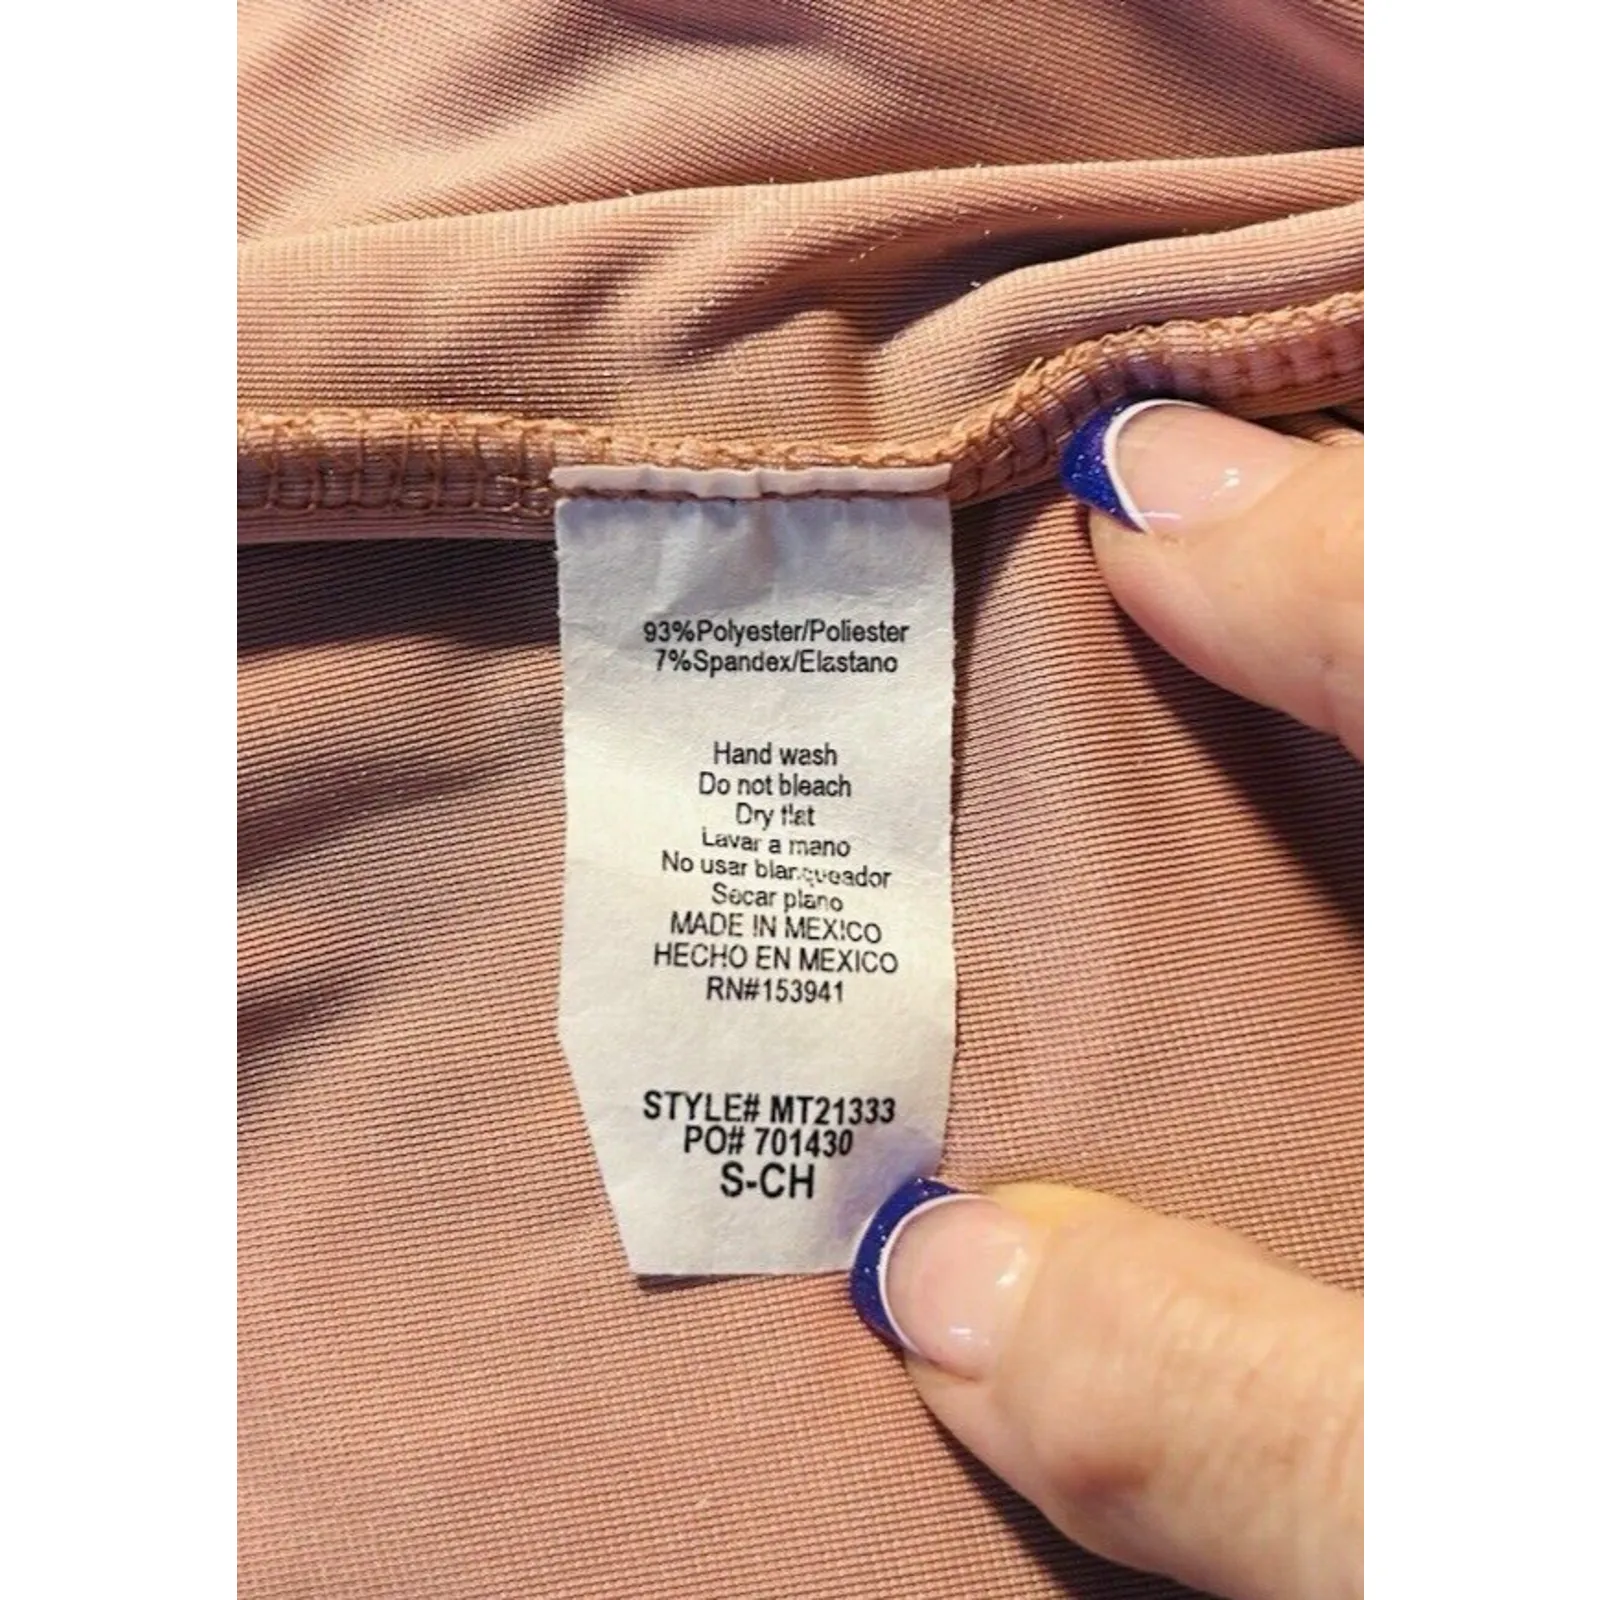 93%Polyester/Poliester
7%Spandex/Elastano
Hand wash
Do not bleach
Dry flat
Lavar a mano
No usar blanqueador
Secar plano
MADE IN MEXICO
HECHO EN MEXICO
RN#153941
STYLE# MT21333
PO# 701430
S-CH